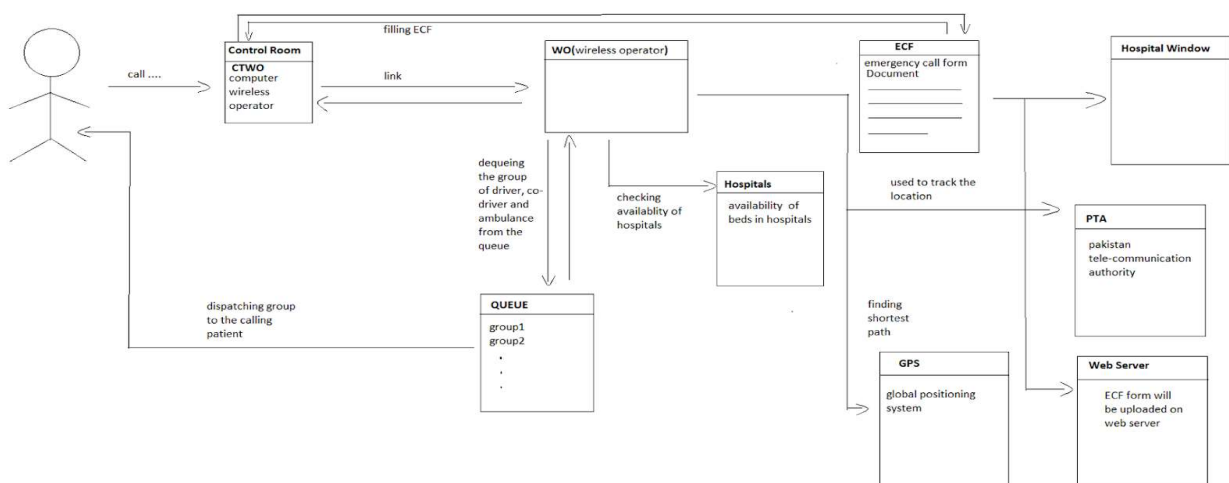 filling ECF
call ....
Control Room
CTWO
computer
wireless
operator
link
WO(wireless operator)
ECF
emergency call form
Document
Hospital Window
dequeing
the group
of driver, co-
driver and
ambulance
from the
queue
checking
availablity of
hospitals
Hospitals
availability of
beds in hospitals
used to track the
location
PTA
pakistan
tele-communication
authority
dispatching group
to the calling
patient
QUEUE
group1
group2
.
.
.
finding
shortest
path
GPS
global positioning
system
Web Server
ECF form will
be uploaded on
web server